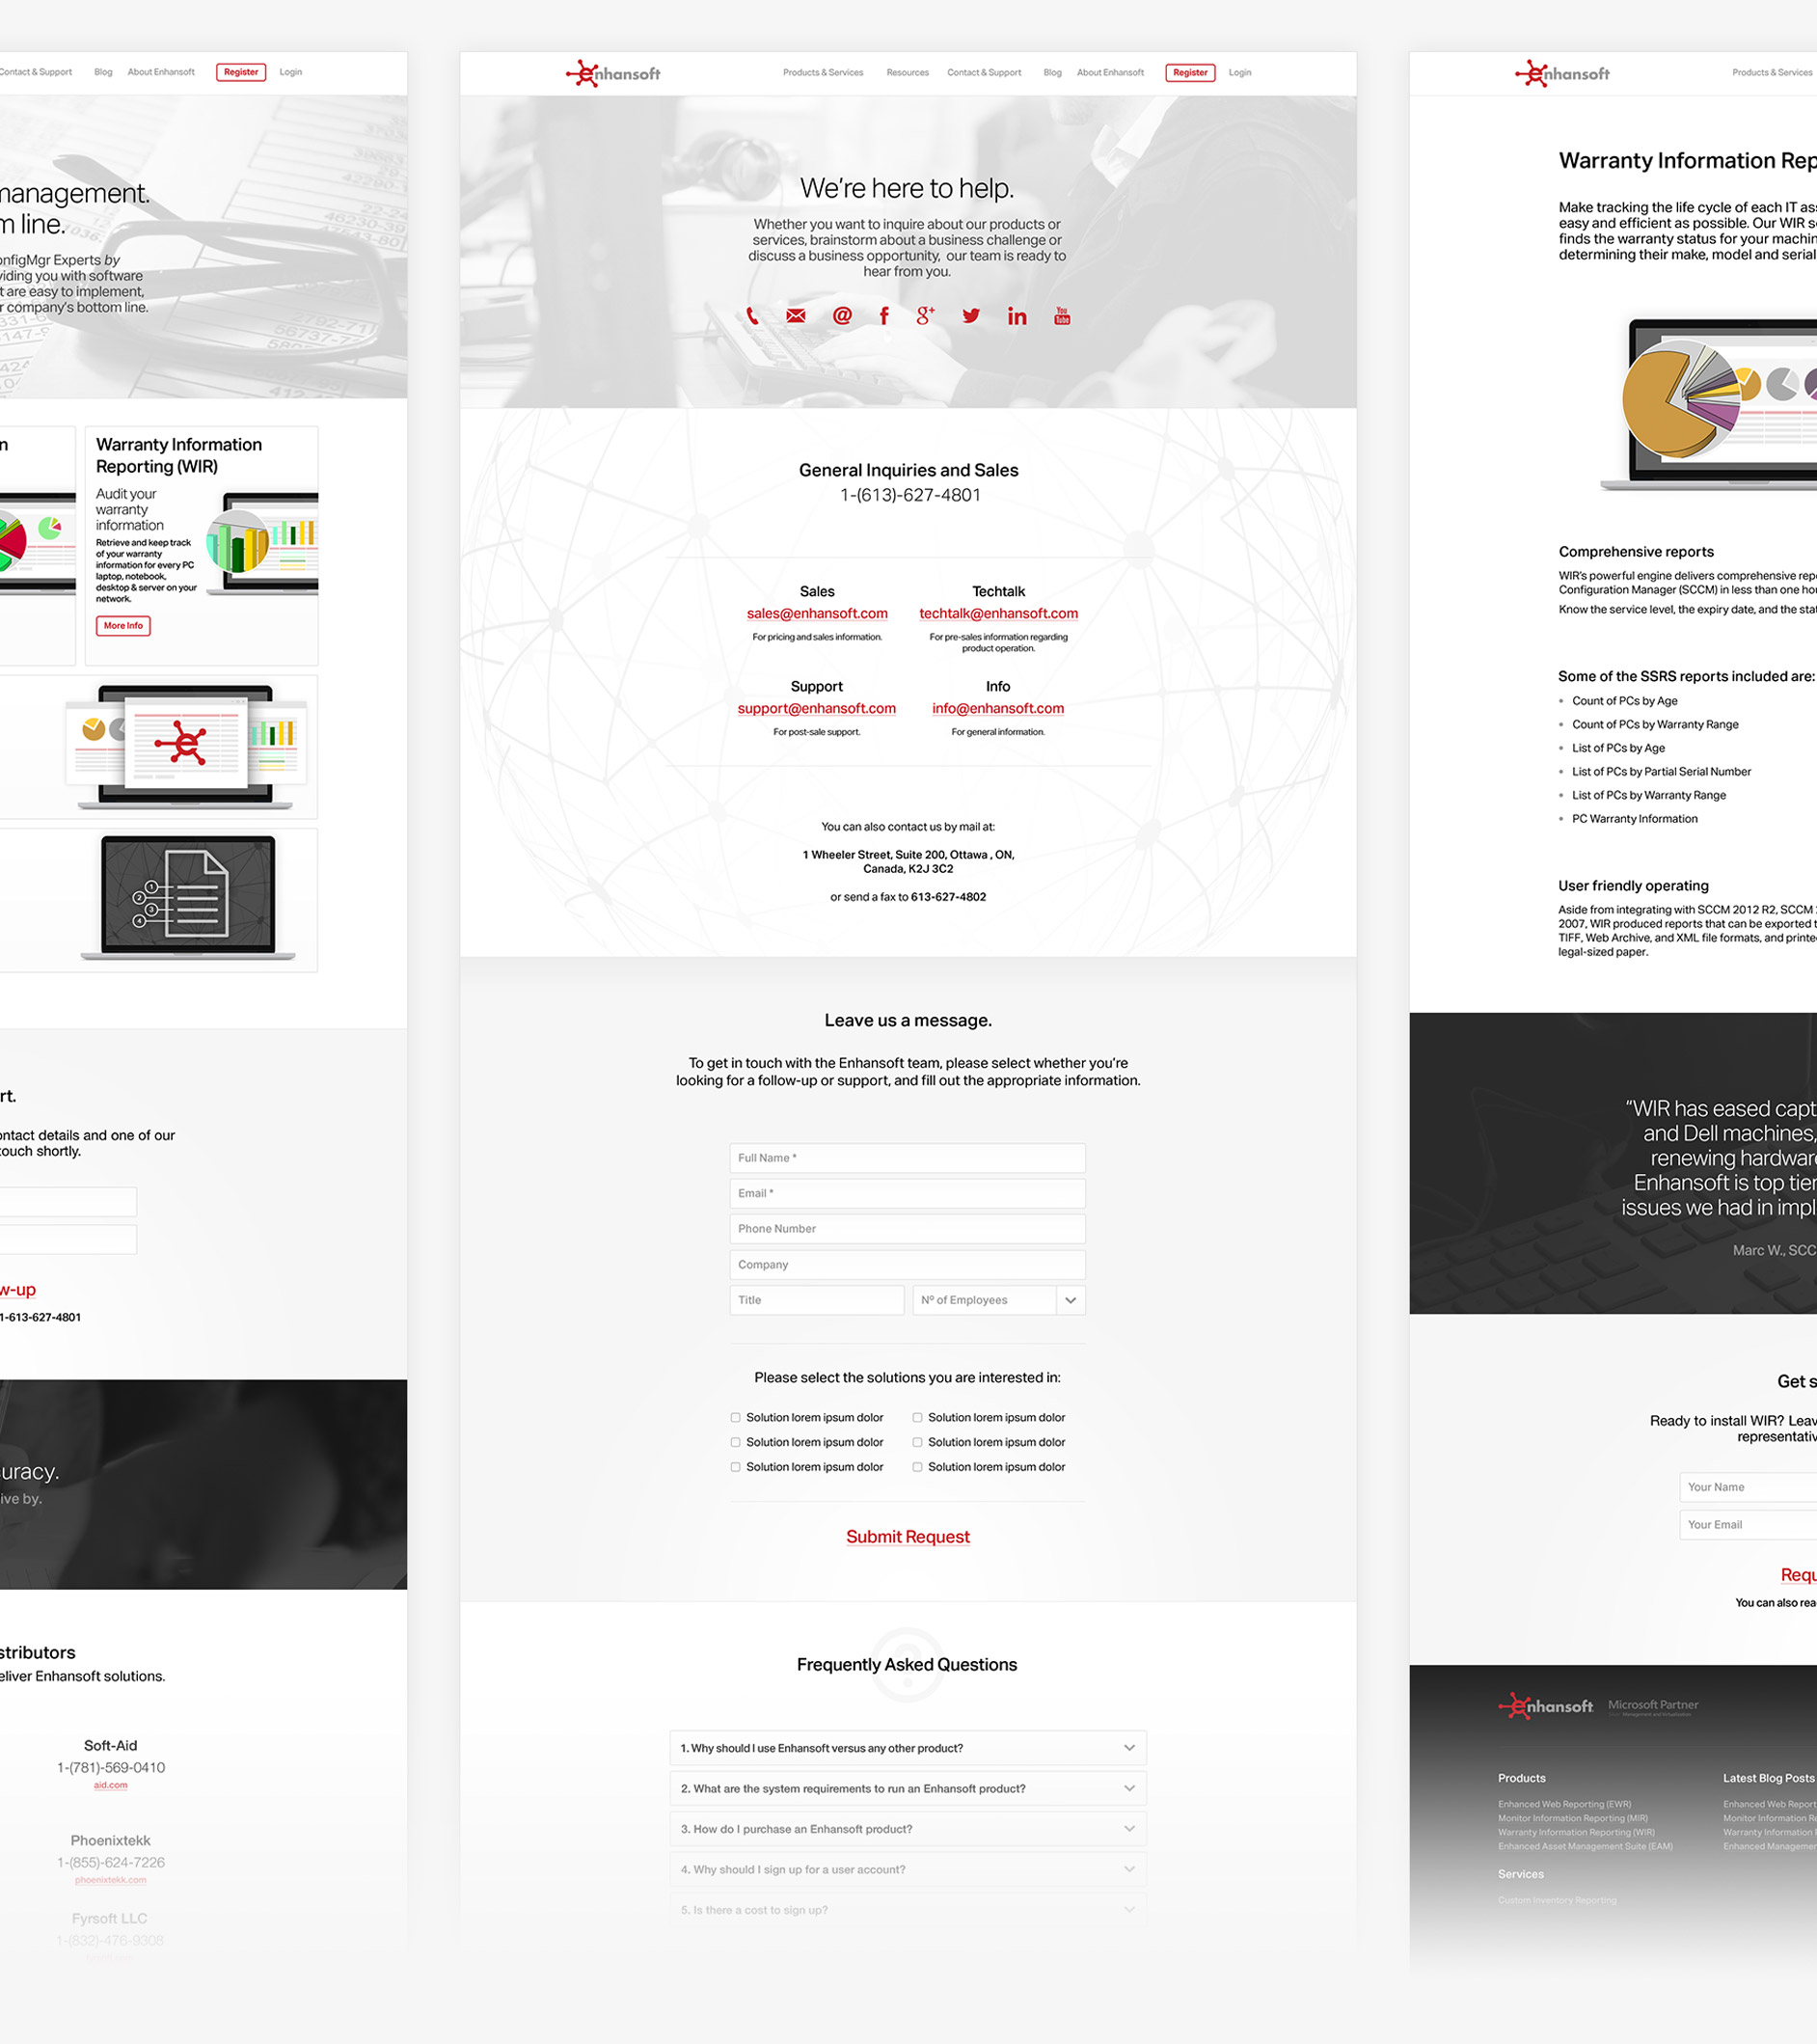 Contact & Support
Blog
About Enhansoft
Register
Login
management.
m line.
onfigMgr Experts by
viding you with software
t are easy to implement,
r company's bottom line.
n
Warranty Information
Reporting (WIR)
Audit your
warranty
information
Retrieve and keep track
of your warranty
information for every PC
laptop, notebook,
desktop & server on your
network.
More Info
1
2
3
4
rt.
ontact details and one of our
touch shortly.
w-up
1-613-627-4801
uracy.
ive by.
stributors
eliver Enhansoft solutions.
Soft-Aid
1-(781)-569-0410
aid.com
Phoenixtekk
1-(855)-624-7226
phoenixtekk.com
Fyrsoft LLC
1-(832)-476-9308
enhansoft
Products & Services
Resources
Contact & Support
Blog
About Enhansoft
Register
Login
We're here to help.
Whether you want to inquire about our products or
services, brainstorm about a business challenge or
discuss a business opportunity, our team is ready to
hear from you.
General Inquiries and Sales
1-(613)-627-4801
Sales
sales@enhansoft.com
For pricing and sales information.
Techtalk
techtalk@enhansoft.com
For pre-sales information regarding
product operation.
Support
support@enhansoft.com
For post-sale support.
Info
info@enhansoft.com
For general information.
You can also contact us by mail at:
1 Wheeler Street, Suite 200, Ottawa , ON,
Canada, K2J 3C2
or send a fax to 613-627-4802
Leave us a message.
To get in touch with the Enhansoft team, please select whether you're
looking for a follow-up or support, and fill out the appropriate information.
Full Name *
Email *
Phone Number
Company
Title
Nº of Employees
Please select the solutions you are interested in:
Solution lorem ipsum dolor
Solution lorem ipsum dolor
Solution lorem ipsum dolor
Solution lorem ipsum dolor
Solution lorem ipsum dolor
Solution lorem ipsum dolor
Submit Request
Frequently Asked Questions
1. Why should I use Enhansoft versus any other product?
2. What are the system requirements to run an Enhansoft product?
3. How do I purchase an Enhansoft product?
4. Why should I sign up for a user account?
5. Is there a cost to sign up?
enhansoft
Products & Services
Warranty Information Rep
Make tracking the life cycle of each IT ass
easy and efficient as possible. Our WIR s
finds the warranty status for your machin
determining their make, model and serial
Comprehensive reports
WIR's powerful engine delivers comprehensive repo
Configuration Manager (SCCM) in less than one ho
Know the service level, the expiry date, and the stat
Some of the SSRS reports included are:
Count of PCs by Age
Count of PCs by Warranty Range
List of PCs by Age
List of PCs by Partial Serial Number
List of PCs by Warranty Range
PC Warranty Information
User friendly operating
Aside from integrating with SCCM 2012 R2, SCCM
2007, WIR produced reports that can be exported t
TIFF, Web Archive, and XML file formats, and printe
legal-sized paper.
"WIR has eased capt
and Dell machines,
renewing hardware
Enhansoft is top tier
issues we had in impl
Marc W., SCC
Get s
Ready to install WIR? Leav
representativ
Your Name
Your Email
Requ
You can also rea
enhansoft
Microsoft Partner
Management and Virtualization
Products
Enhanced Web Reporting (EWR)
Monitor Information Reporting (MIR)
Warranty Information Reporting (WIR)
Enhanced Asset Management Suite (EAM)
Services
Custom Inventory Reporting
Latest Blog Posts
Enhanced Web Report
Monitor Information Re
Warranty Information
Enhanced Managemen